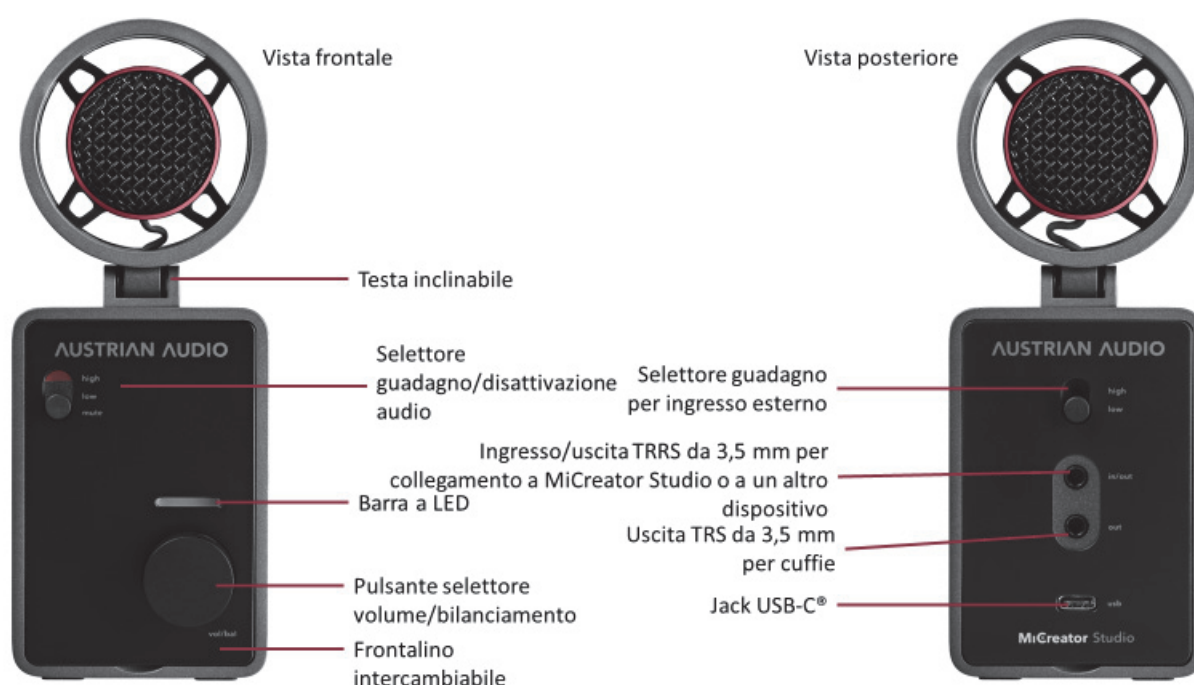 Vista frontale
Vista posteriore
Testa inclinabile
AUSTRIAN AUDIO
high
low
mute
Selettore
guadagno/disattivazione
audio
Barra a LED
Pulsante selettore
volume/bilanciamento
vol/bal
Frontalino
intercambiabile
AUSTRIAN AUDIO
Selettore guadagno
per ingresso esterno
high
low
Ingresso/uscita TRRS da 3,5 mm per
collegamento a MiCreator Studio o a un altro
dispositivo
in/out
Uscita TRS da 3,5 mm
per cuffie
out
Jack USB-C®
usb
MiCreator Studio